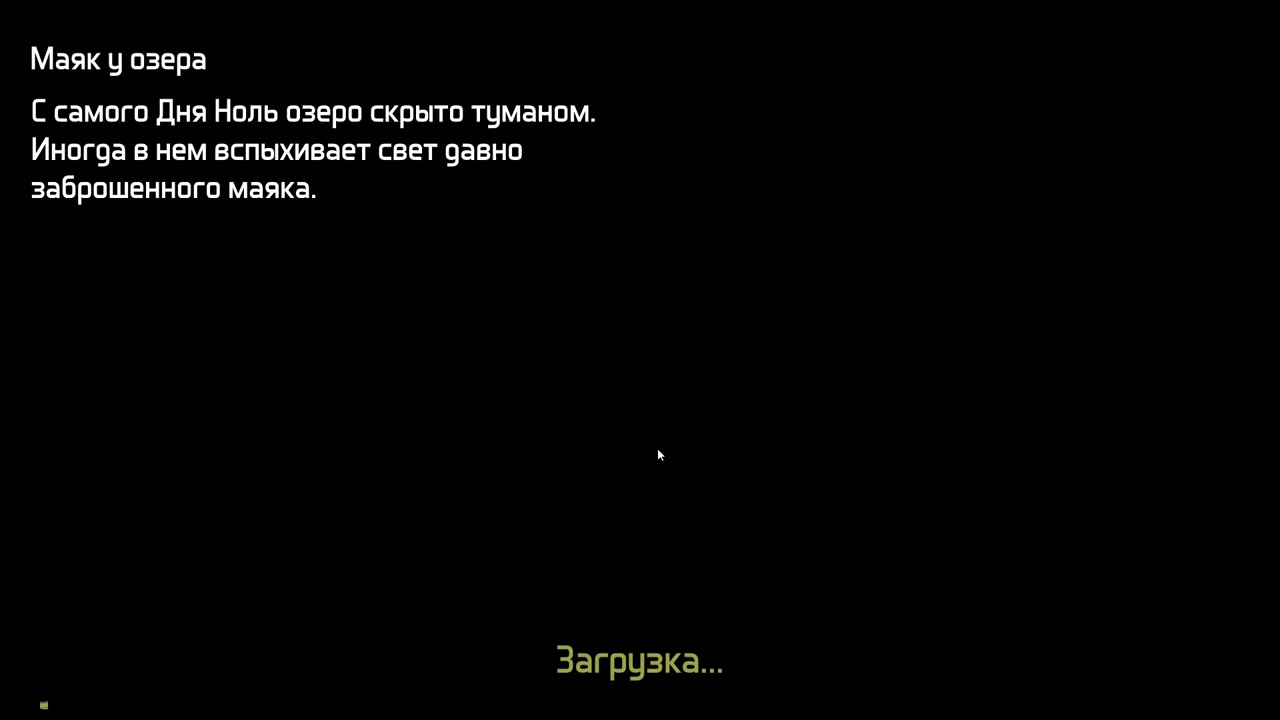 Маяк у озера
С самого Дня Ноль озеро скрыто туманом.
Иногда в нем вспыхивает свет давно
заброшенного маяка.
Загрузка...